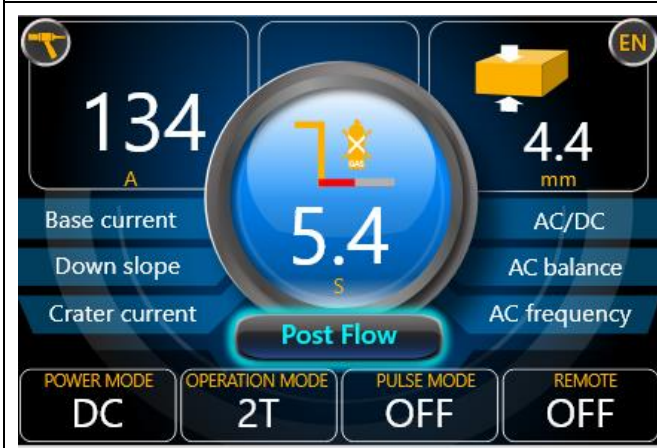 EN
134
A
GAS
4.4
mm
5.4
S
Base current
Down slope
Crater current
AC/DC
AC balance
AC frequency
Post Flow
POWER MODE
DC
OPERATION MODE
2T
PULSE MODE
OFF
REMOTE
OFF